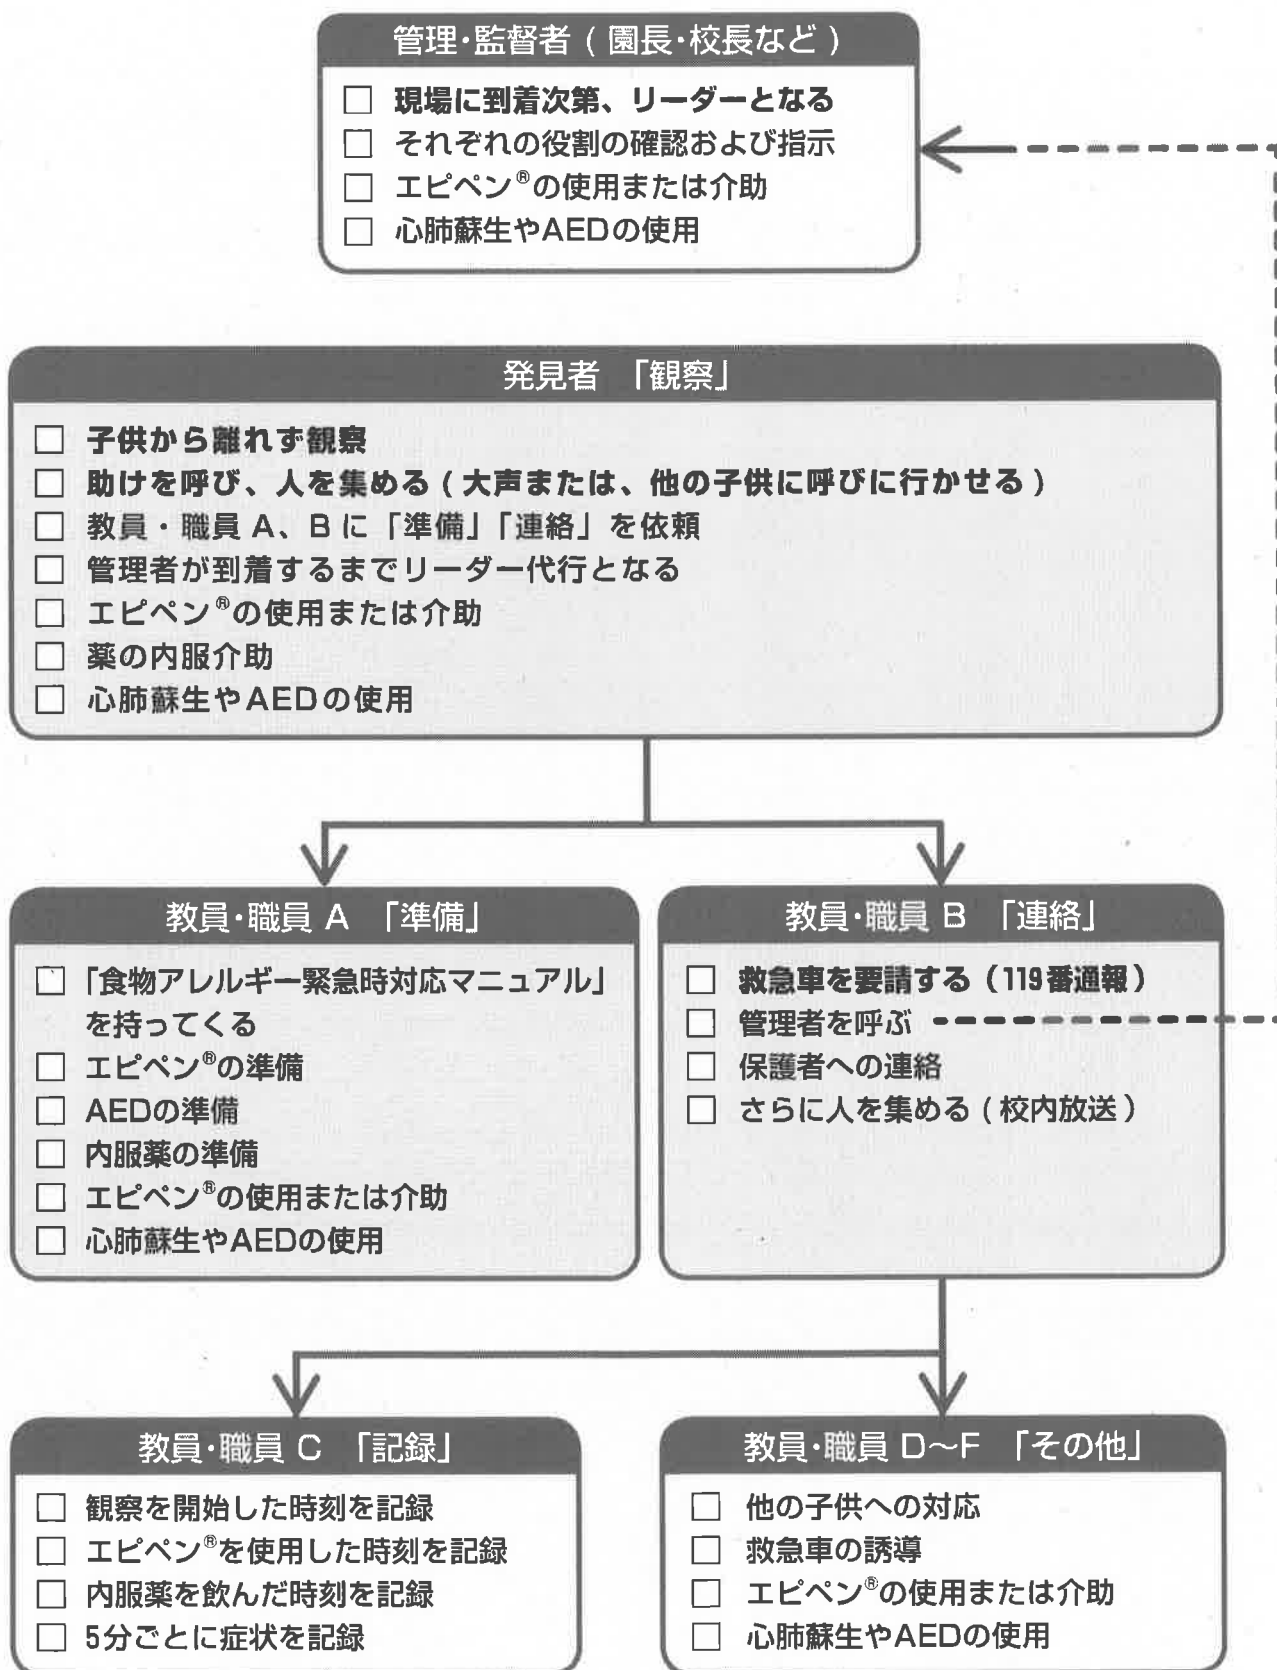 管理・監督者 ( 園長・校長など )
□ 現場に到着次第、リーダーとなる
□ それぞれの役割の確認および指示
□ エピペン®の使用または介助
□ 心肺蘇生やAEDの使用
発見者 「観察」
□ 子供から離れず観察
□ 助けを呼び、人を集める ( 大声または、他の子供に呼びに行かせる )
□ 教員・職員 A、B に「準備」「連絡」を依頼
□ 管理者が到着するまでリーダー代行となる
□ エピペン®の使用または介助
□ 薬の内服介助
□ 心肺蘇生やAEDの使用
教員・職員 A 「準備」
□ 「食物アレルギー緊急時対応マニュアル」
を持ってくる
□ エピペン®の準備
□ AEDの準備
□ 内服薬の準備
□ エピペン®の使用または介助
□ 心肺蘇生やAEDの使用
教員・職員 B 「連絡」
□ 救急車を要請する（119番通報）
□ 管理者を呼ぶ
□ 保護者への連絡
□ さらに人を集める ( 校内放送 )
教員・職員 C 「記録」
□ 観察を開始した時刻を記録
□ エピペン®を使用した時刻を記録
□ 内服薬を飲んだ時刻を記録
□ 5分ごとに症状を記録
教員・職員 D〜F 「その他」
□ 他の子供への対応
□ 救急車の誘導
□ エピペン®の使用または介助
□ 心肺蘇生やAEDの使用